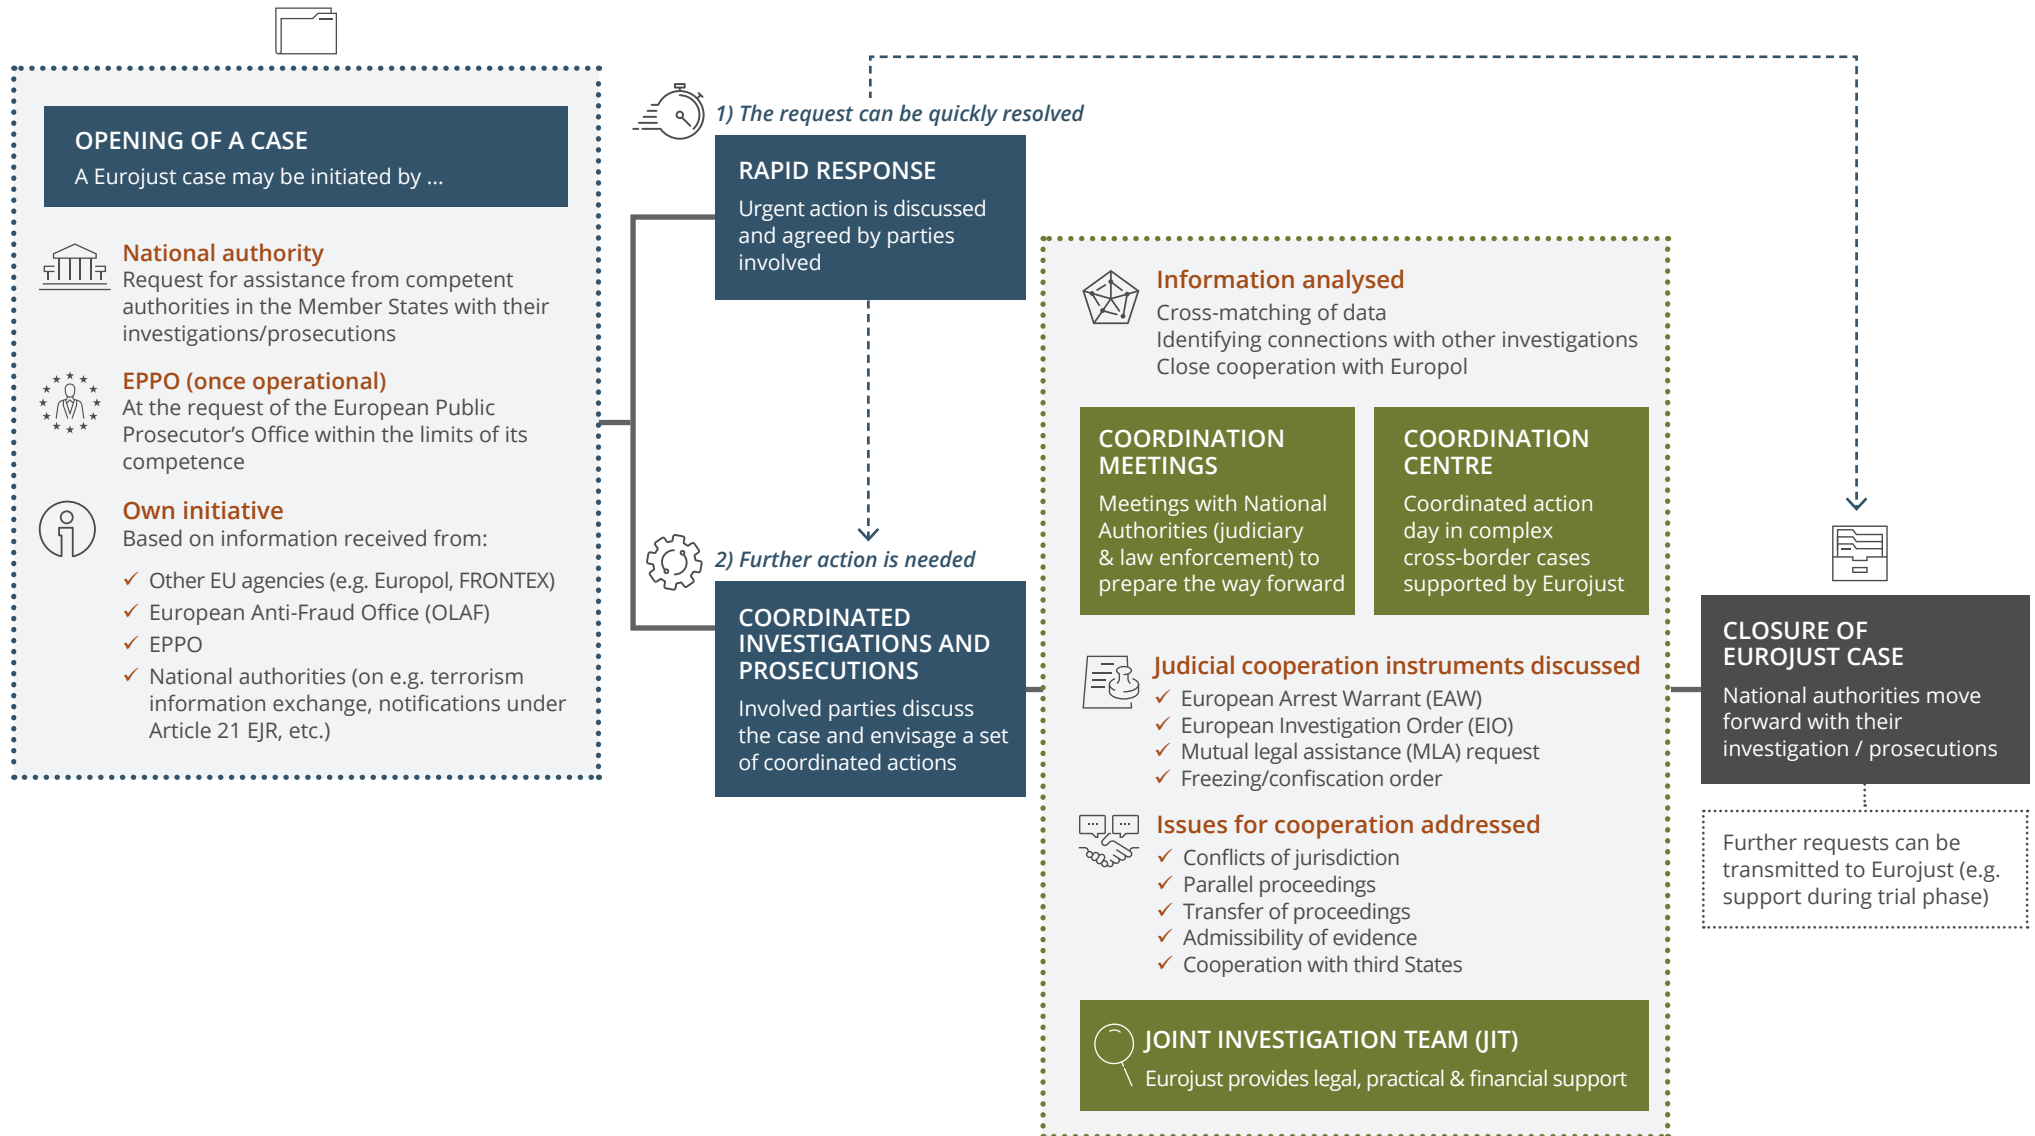 OPENING OF A CASE
A Eurojust case may be initiated by ...
National authority
Request for assistance from competent
authorities in the Member States with their
investigations/prosecutions
EPPO (once operational)
At the request of the European Public
Prosecutor's Office within the limits of its
competence
Own initiative
Based on information received from:
✓ Other EU agencies (e.g. Europol, FRONTEX)
✓ European Anti-Fraud Office (OLAF)
✓ EPPO
✓ National authorities (on e.g. terrorism
information exchange, notifications under
Article 21 EJR, etc.)
1) The request can be quickly resolved
RAPID RESPONSE
Urgent action is discussed
and agreed by parties
involved
2) Further action is needed
COORDINATED
INVESTIGATIONS AND
PROSECUTIONS
Involved parties discuss
the case and envisage a set
of coordinated actions
Information analysed
Cross-matching of data
Identifying connections with other investigations
Close cooperation with Europol
COORDINATION
MEETINGS
Meetings with National
Authorities (judiciary
& law enforcement) to
prepare the way forward
COORDINATION
CENTRE
Coordinated action
day in complex
cross-border cases
supported by Eurojust
Judicial cooperation instruments discussed
✓ European Arrest Warrant (EAW)
✓ European Investigation Order (EIO)
✓ Mutual legal assistance (MLA) request
✓ Freezing/confiscation order
Issues for cooperation addressed
✓ Conflicts of jurisdiction
✓ Parallel proceedings
✓ Transfer of proceedings
✓ Admissibility of evidence
✓ Cooperation with third States
JOINT INVESTIGATION TEAM (JIT)
Eurojust provides legal, practical & financial support
CLOSURE OF
EUROJUST CASE
National authorities move
forward with their
investigation / prosecutions
Further requests can be
transmitted to Eurojust (e.g.
support during trial phase)